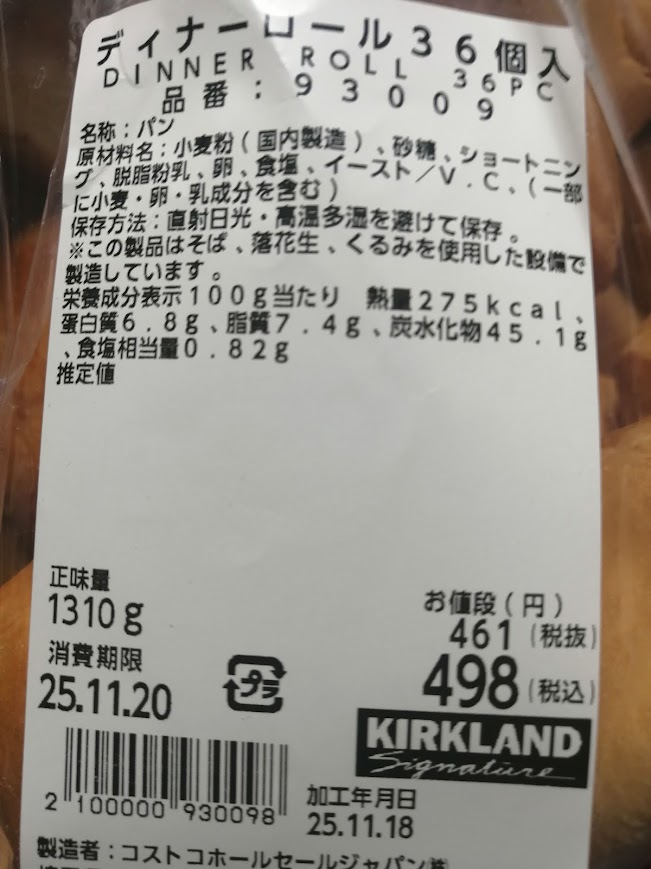 ディナーロール36個入
DINNER ROLL 36PC
品番:93009
名称:パン
原材料名:小麦粉(国内製造)、砂糖、ショートニン
グ、脱脂粉乳、卵、食塩、イースト/V.C、(一部
に小麦・卵・乳成分を含む)
保存方法:直射日光・高温多湿を避けて保存。
※この製品はそば、落花生、くるみを使用した設備で
製造しています。
栄養成分表示100g当たり 熱量275kcal、
蛋白質6.8g、脂質7.4g、炭水化物45.1g
、食塩相当量0.82g
推定値
正味量
1310g
お値段(円)
461(税抜)
消費期限
25.11.20
プラ
498(税込)
KIRKLAND
Signature
2 100000 930098
加工年月日
25.11.18
製造者:コストコホールセールジャパン㈱